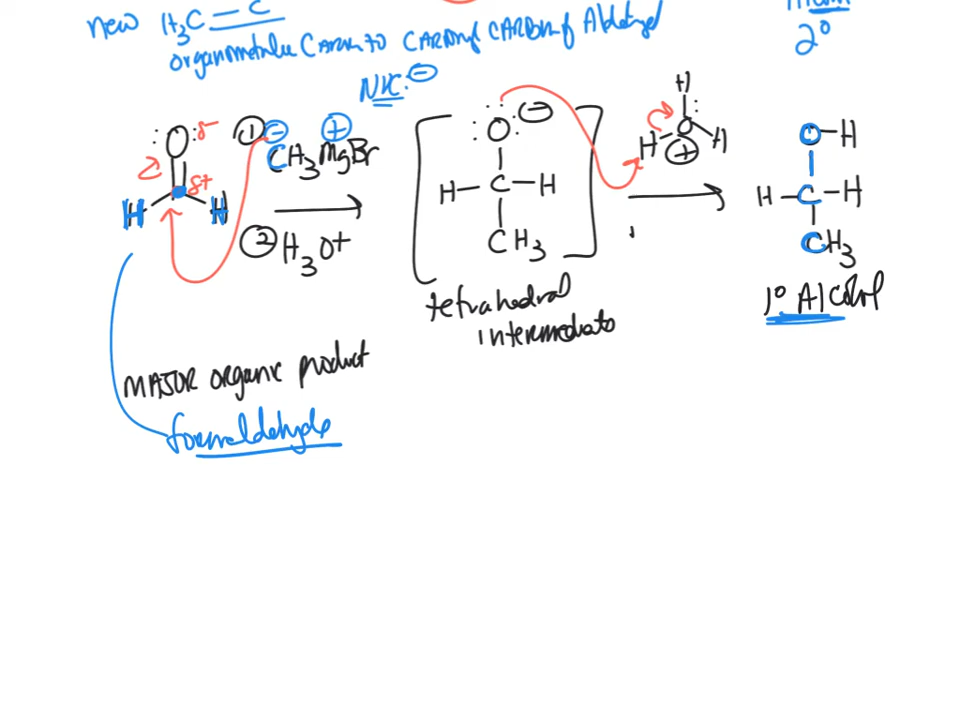 new H3C — C
organometallic CARBON to CARBONYL CARBON of Aldehyde
2°
NUC: −
:O: δ−
① − +
CH3MgBr
δ+
H H
② H3O+
:O: −
H — C — H
CH3
H
H O: H
+
O — H
H — C — H
CH3
tetrahedral
intermediate
1° Alcohol
MAJOR organic product
formaldehyde